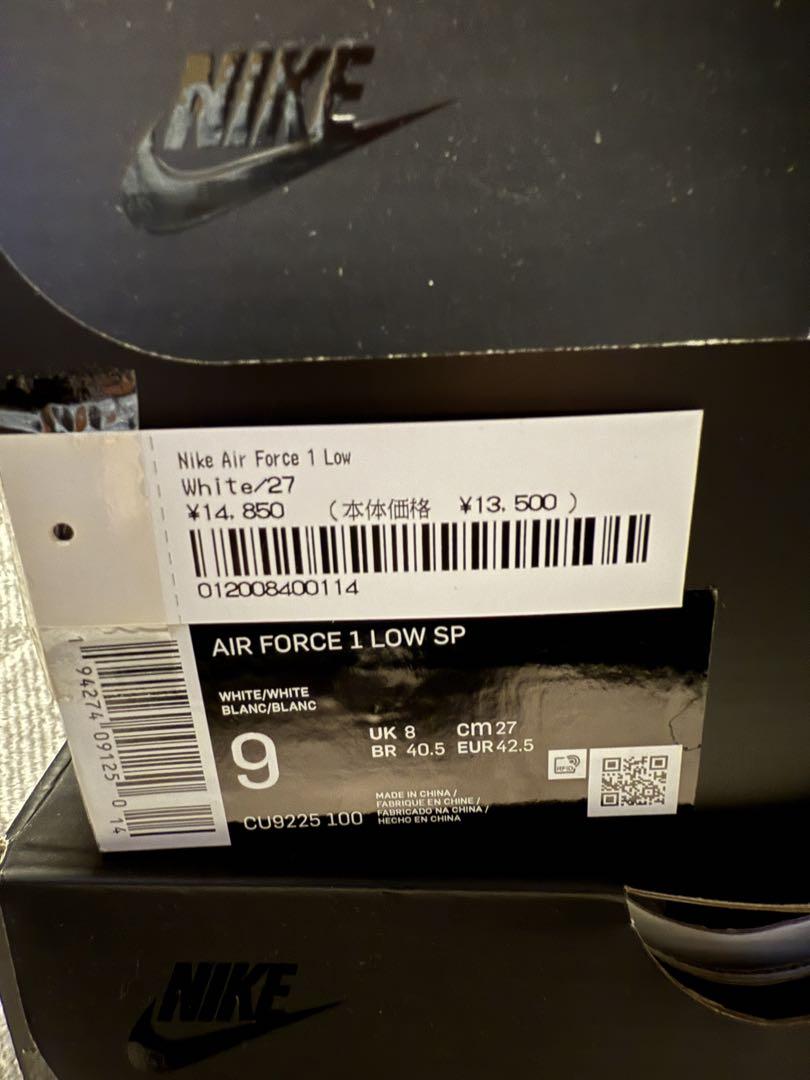 NIKE
Nike Air Force 1 Low
White/27
¥14,850 (本体価格 ¥13,500 )
012008400114
AIR FORCE 1 LOW SP
WHITE/WHITE
BLANC/BLANC
9
UK 8 cm 27
BR 40.5 EUR 42.5
RFID
CU9225 100
MADE IN CHINA /
FABRIQUE EN CHINE /
FABRICADO NA CHINA /
HECHO EN CHINA
1 94274 09125 0 14
NIKE